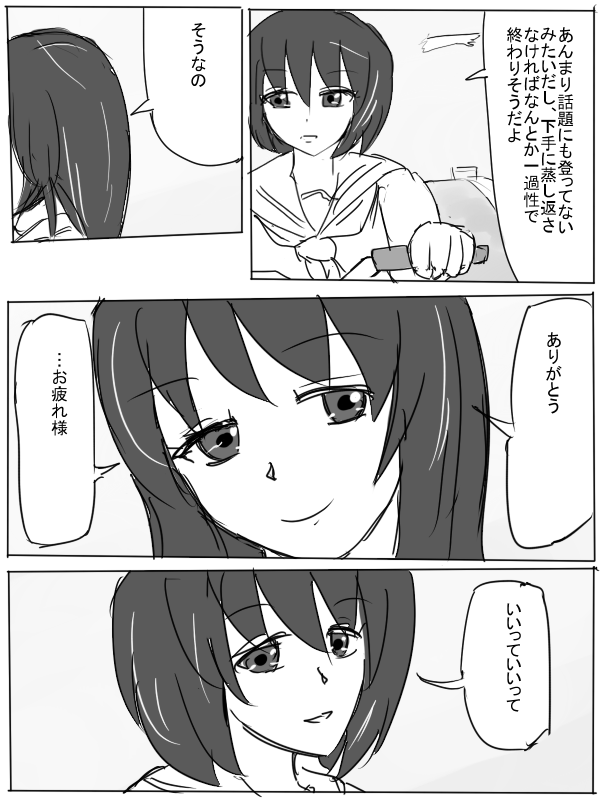 あんまり話題にも登ってない
みたいだし、下手に蒸し返さ
なければなんとか一過性で
終わりそうだよ
そうなの
ありがとう
…お疲れ様
いいっていいって